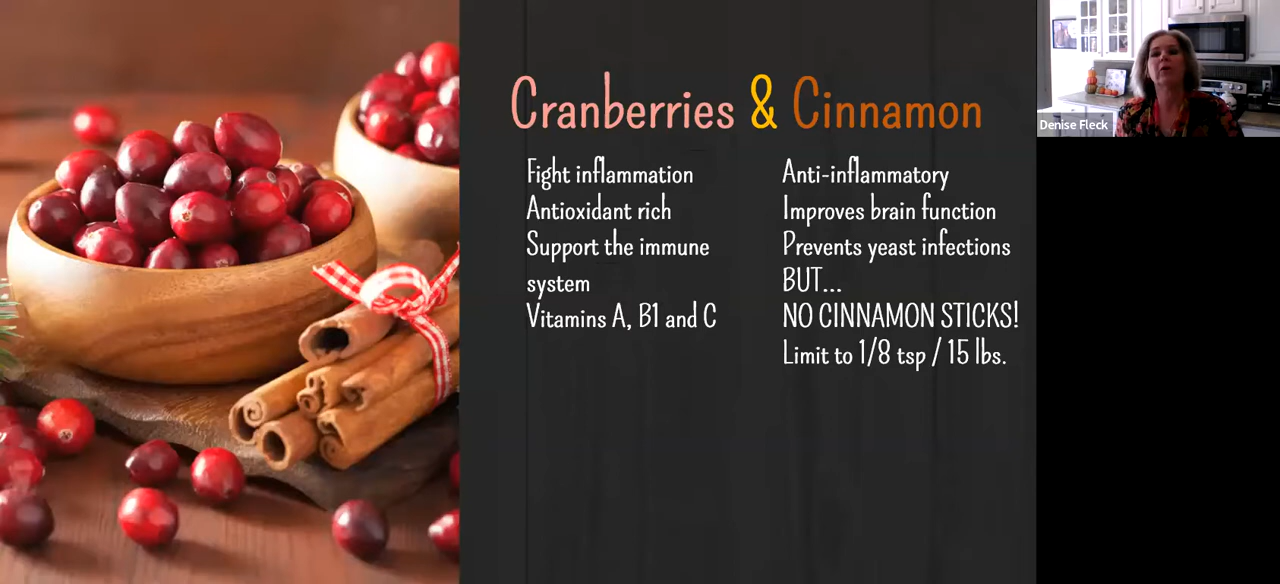 Cranberries & Cinnamon
Fight inflammation
Antioxidant rich
Support the immune
system
Vitamins A, B1 and C
Anti-inflammatory
Improves brain function
Prevents yeast infections
BUT...
NO CINNAMON STICKS!
Limit to 1/8 tsp / 15 lbs.
Denise Fleck